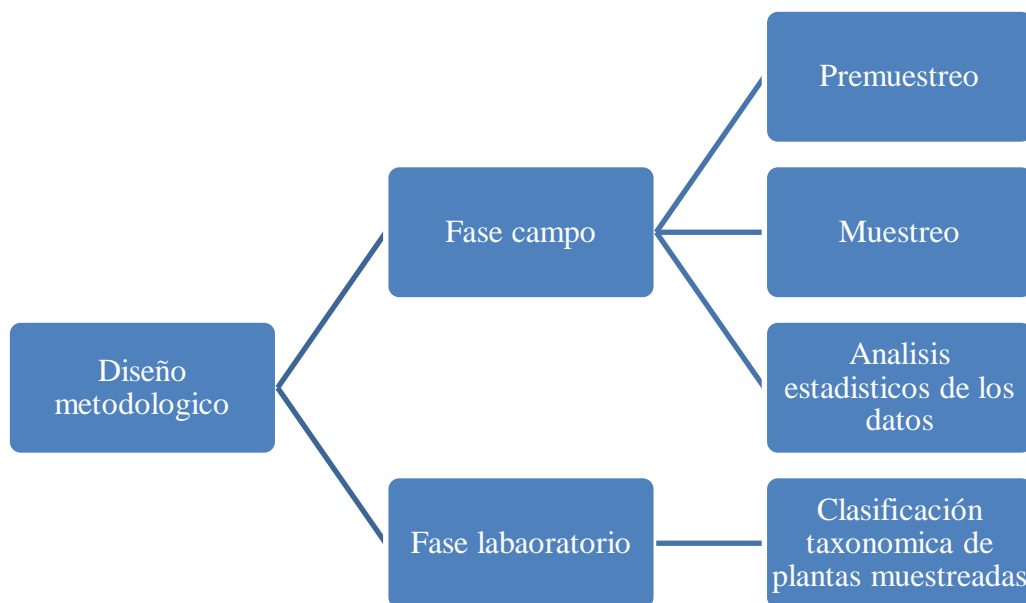 Premuestreo
Fase campo
Muestreo
Diseño
metodologico
Analisis
estadisticos de los
datos
Fase labaoratorio
Clasificación
taxonomica de
plantas muestreadas